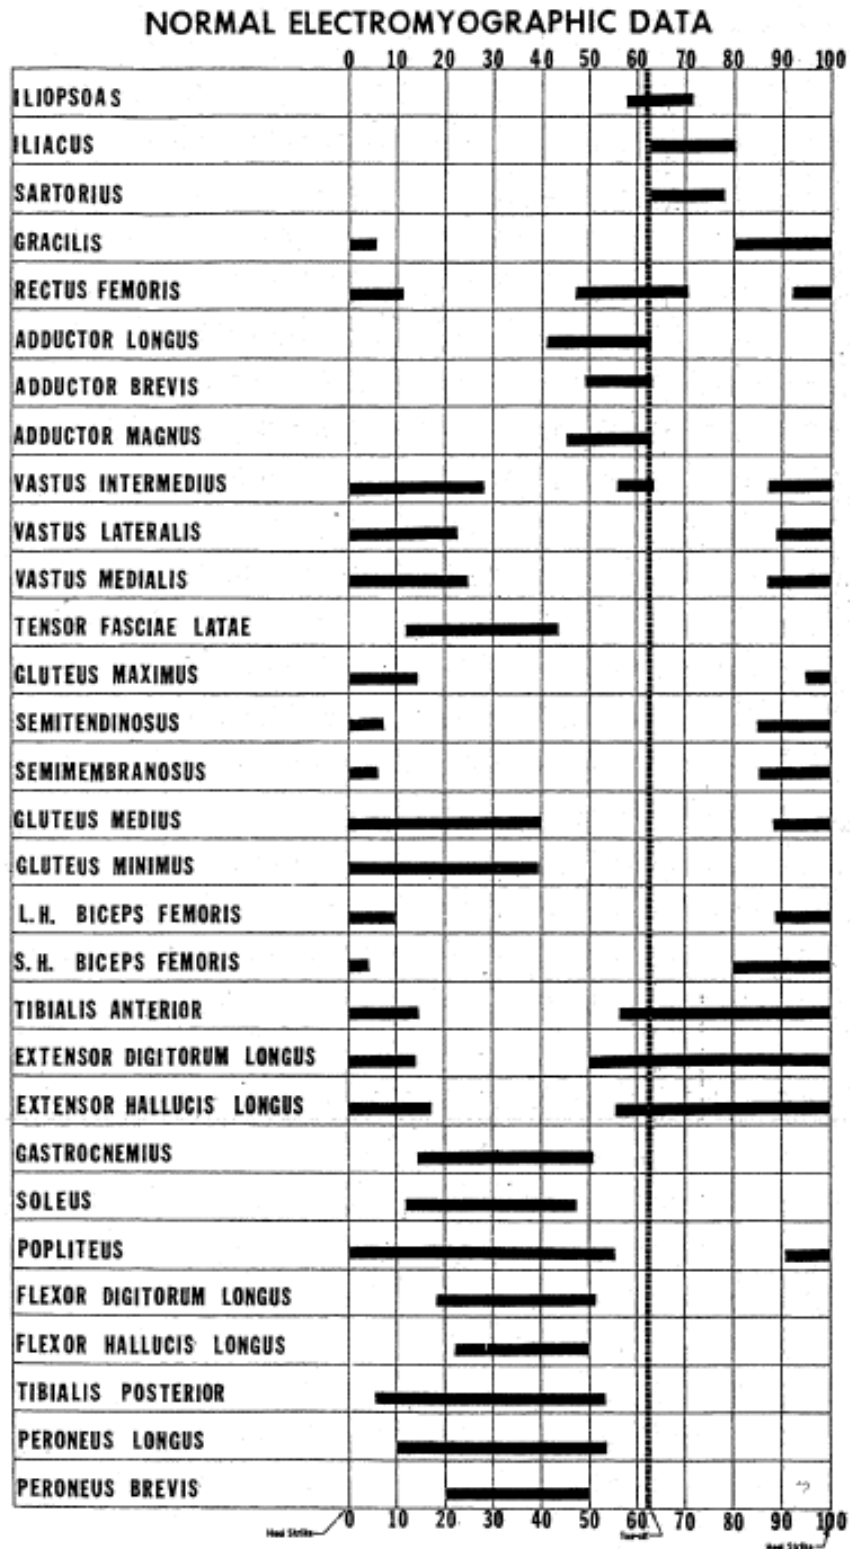 NORMAL ELECTROMYOGRAPHIC DATA
0 10 20 30 40 50 60 70 80 90 100
ILIOPSOAS
ILIACUS
SARTORIUS
GRACILIS
RECTUS FEMORIS
ADDUCTOR LONGUS
ADDUCTOR BREVIS
ADDUCTOR MAGNUS
VASTUS INTERMEDIUS
VASTUS LATERALIS
VASTUS MEDIALIS
TENSOR FASCIAE LATAE
GLUTEUS MAXIMUS
SEMITENDINOSUS
SEMIMEMBRANOSUS
GLUTEUS MEDIUS
GLUTEUS MINIMUS
L.H. BICEPS FEMORIS
S.H. BICEPS FEMORIS
TIBIALIS ANTERIOR
EXTENSOR DIGITORUM LONGUS
EXTENSOR HALLUCIS LONGUS
GASTROCNEMIUS
SOLEUS
POPLITEUS
FLEXOR DIGITORUM LONGUS
FLEXOR HALLUCIS LONGUS
TIBIALIS POSTERIOR
PERONEUS LONGUS
PERONEUS BREVIS
0 10 20 30 40 50 60 70 80 90 100
Heel Strike
Heel Strike